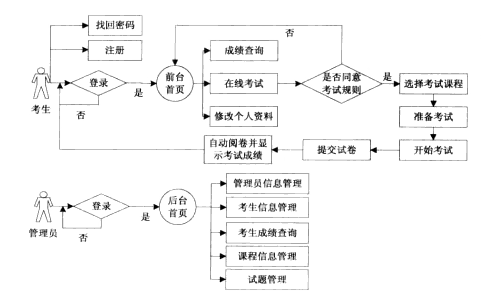 找回密码
注册
否
考生
登录
是
否
前台
首页
成绩查询
在线考试
修改个人资料
是否同意
考试规则
是
选择考试课程
准备考试
开始考试
提交试卷
自动阅卷并显
示考试成绩
管理员
登录
是
否
后台
首页
管理员信息管理
考生信息管理
考生成绩查询
课程信息管理
试题管理